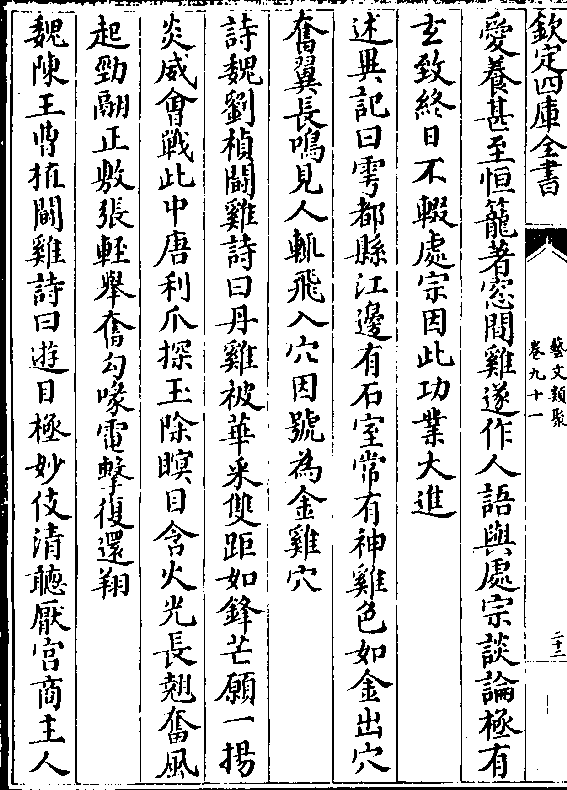 欽定四庫全書
藝文類聚
卷九十一
二十三
愛養甚至恒籠著窓間雞遂作人語與處宗談論極有
玄致終日不輟處宗因此功業大進
述異記曰雩都縣江邊有石室常有神雞色如金出穴
奮翼長鳴見人輒飛入穴因號為金雞穴
詩魏劉楨鬭雞詩曰丹雞被華采雙距如鋒芒願一揚
炎威會戰此中唐利爪探玉除瞋目含火光長翹奮風
起勁翮正敷張輕舉奮勾喙電擊復還翔
魏陳王曹植鬭雞詩曰遊目極妙伎清聽厭宮商主人